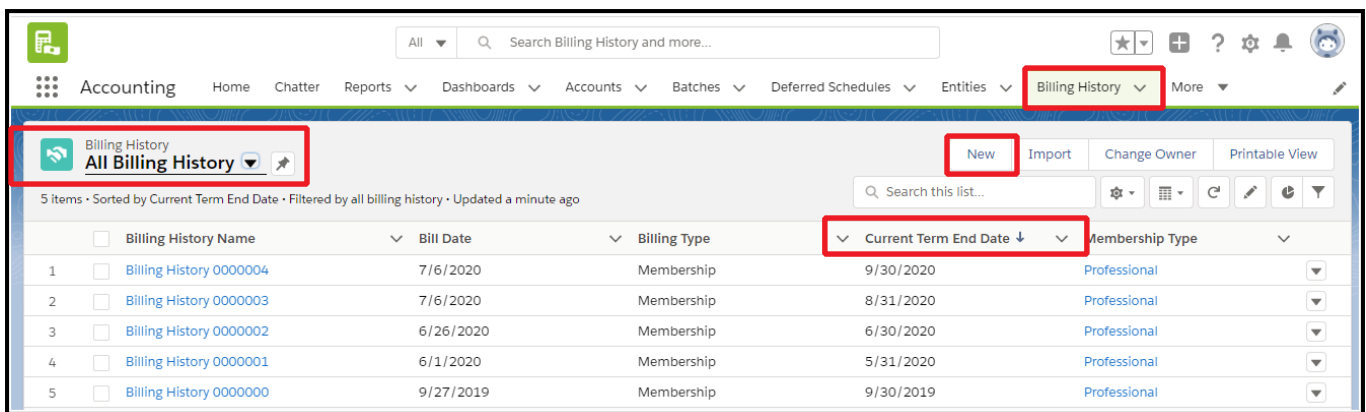 All Search Billing History and more...
Accounting Home Chatter Reports Dashboards Accounts Batches Deferred Schedules Entities Billing History More
Billing History
All Billing History
New Import Change Owner Printable View
5 items • Sorted by Current Term End Date • Filtered by all billing history • Updated a minute ago
Search this list...
Billing History Name Bill Date Billing Type Current Term End Date Membership Type
1 Billing History 0000004 7/6/2020 Membership 9/30/2020 Professional
2 Billing History 0000003 7/6/2020 Membership 8/31/2020 Professional
3 Billing History 0000002 6/26/2020 Membership 6/30/2020 Professional
4 Billing History 0000001 6/1/2020 Membership 5/31/2020 Professional
5 Billing History 0000000 9/27/2019 Membership 9/30/2019 Professional